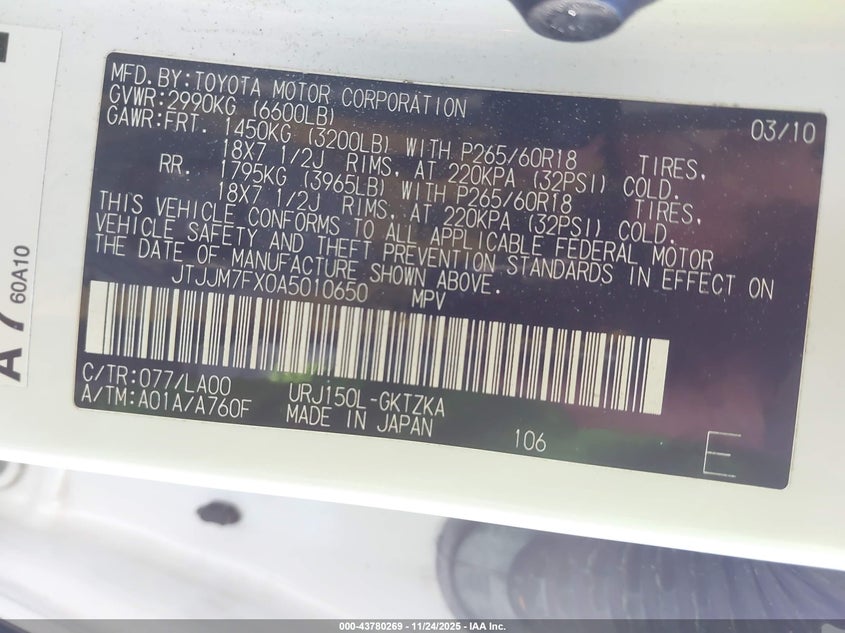 MFD.BY:TOYOTA MOTOR CORPORATION 03/10
GVWR:2990KG (6600LB)
GAWR:FRT. 1450KG (3200LB) WITH P265/60R18 TIRES,
18X7 1/2J RIMS, AT 220KPA (32PSI) COLD.
RR. 1795KG (3965LB) WITH P265/60R18 TIRES,
18X7 1/2J RIMS, AT 220KPA (32PSI) COLD.
THIS VEHICLE CONFORMS TO ALL APPLICABLE FEDERAL MOTOR
VEHICLE SAFETY AND THEFT PREVENTION STANDARDS IN EFFECT ON
THE DATE OF MANUFACTURE SHOWN ABOVE.
JTJJM7FX0A5010650 MPV
C/TR:077/LA00 URJ150L-GKTZKA
A/TM:A01A/A760F MADE IN JAPAN 106 E
A7
60A10
000-43780269 - 11/24/2025 - IAA Inc.